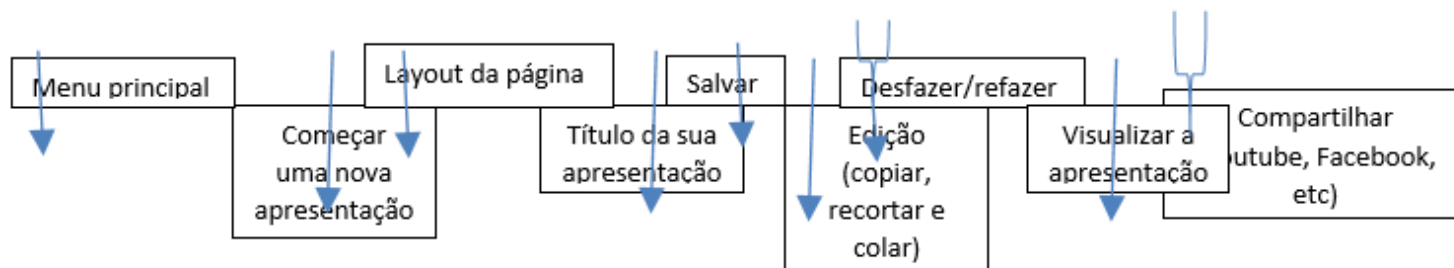 Menu principal
Layout da página
Salvar
Desfazer/refazer
Começar
uma nova
apresentação
Título da sua
apresentação
Edição
(copiar,
recortar e
colar)
Visualizar a
apresentação
Compartilhar
Facebook,
etc)